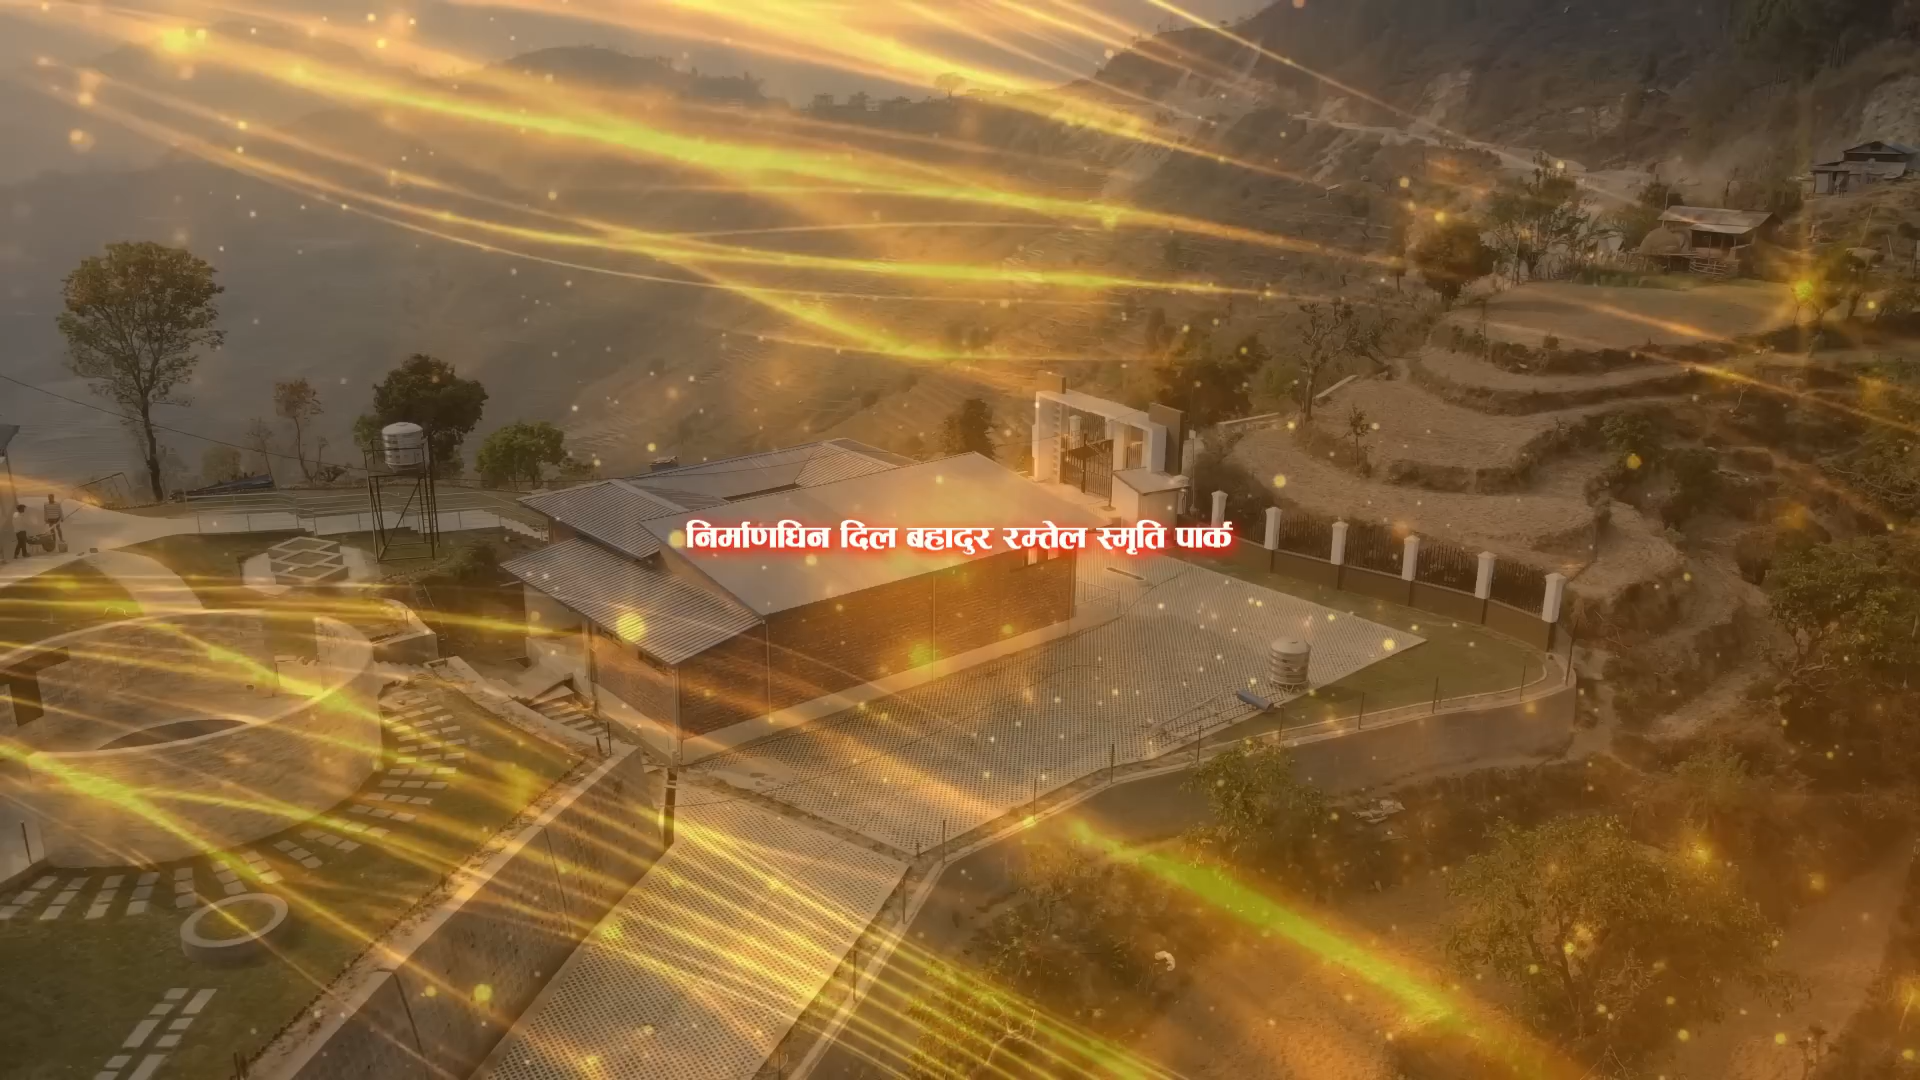 निर्माणधिन दिल बहादुर रम्तेल स्मृति पार्क